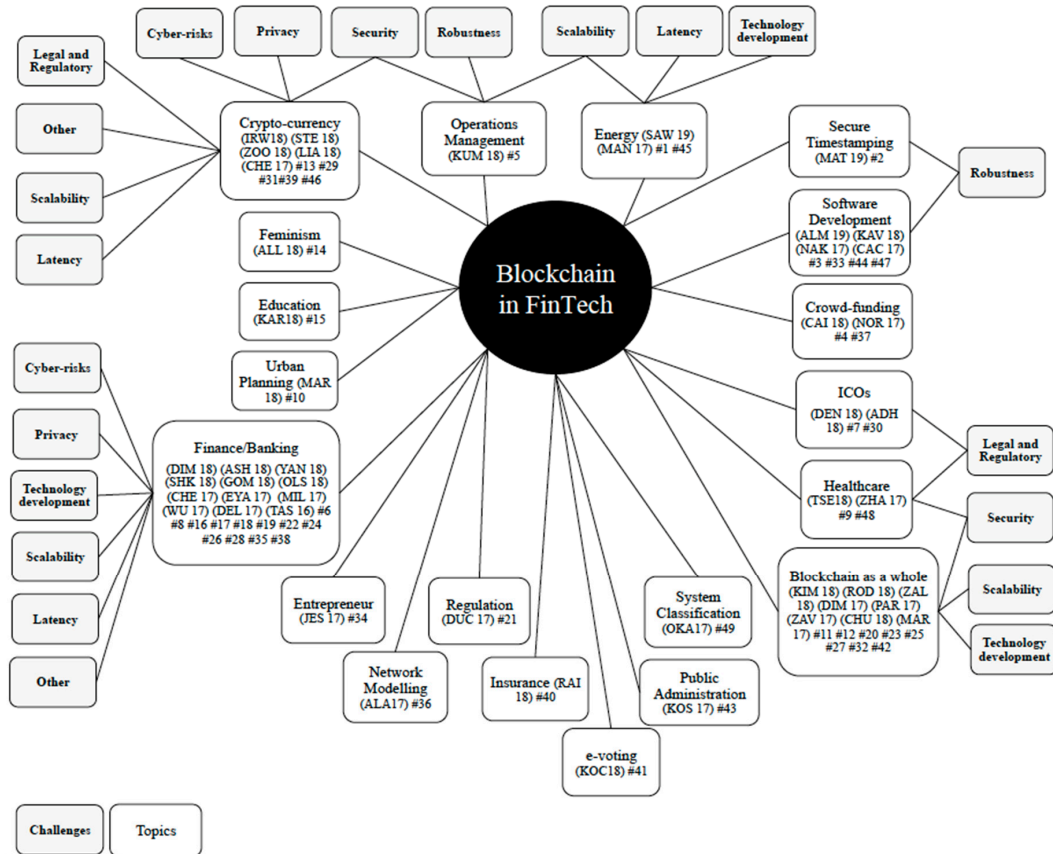 Cyber-risks
Privacy
Security
Robustness
Scalability
Latency
Technology
development
Legal and
Regulatory
Other
Scalability
Latency
Crypto-currency
(IRW18) (STE 18)
(ZOO 18) (LIA 18)
(CHE 17) #13 #29
#31#39 #46
Operations
Management
(KUM 18) #5
Energy (SAW 19)
(MAN 17) #1 #45
Secure
Timestamping
(MAT 19) #2
Robustness
Software
Development
(ALM 19) (KAV 18)
(NAK 17) (CAC 17)
#3 #33 #44 #47
Feminism
(ALL 18) #14
Education
(KAR18) #15
Urban
Planning (MAR
18) #10
Blockchain
in FinTech
Crowd-funding
(CAI 18) (NOR 17)
#4 #37
ICOs
(DEN 18) (ADH
18) #7 #30
Healthcare
(TSE18) (ZHA 17)
#9 #48
Legal and
Regulatory
Security
Scalability
Technology
development
Blockchain as a whole
(KIM 18) (ROD 18) (ZAL
18) (DIM 17) (PAR 17)
(ZAV 17) (CHU 18) (MAR
17) #11 #12 #20 #23 #25
#27 #32 #42
Cyber-risks
Privacy
Technology
development
Scalability
Latency
Other
Finance/Banking
(DIM 18) (ASH 18) (YAN 18)
(SHK 18) (GOM 18) (OLS 18)
(CHE 17) (EYA 17) (MIL 17)
(WU 17) (DEL 17) (TAS 16) #6
#8 #16 #17 #18 #19 #22 #24
#26 #28 #35 #38
Entrepreneur
(JES 17) #34
Network
Modelling
(ALA17) #36
Regulation
(DUC 17) #21
Insurance (RAI
18) #40
e-voting
(KOC18) #41
Public
Administration
(KOS 17) #43
System
Classification
(OKA17) #49
Challenges
Topics